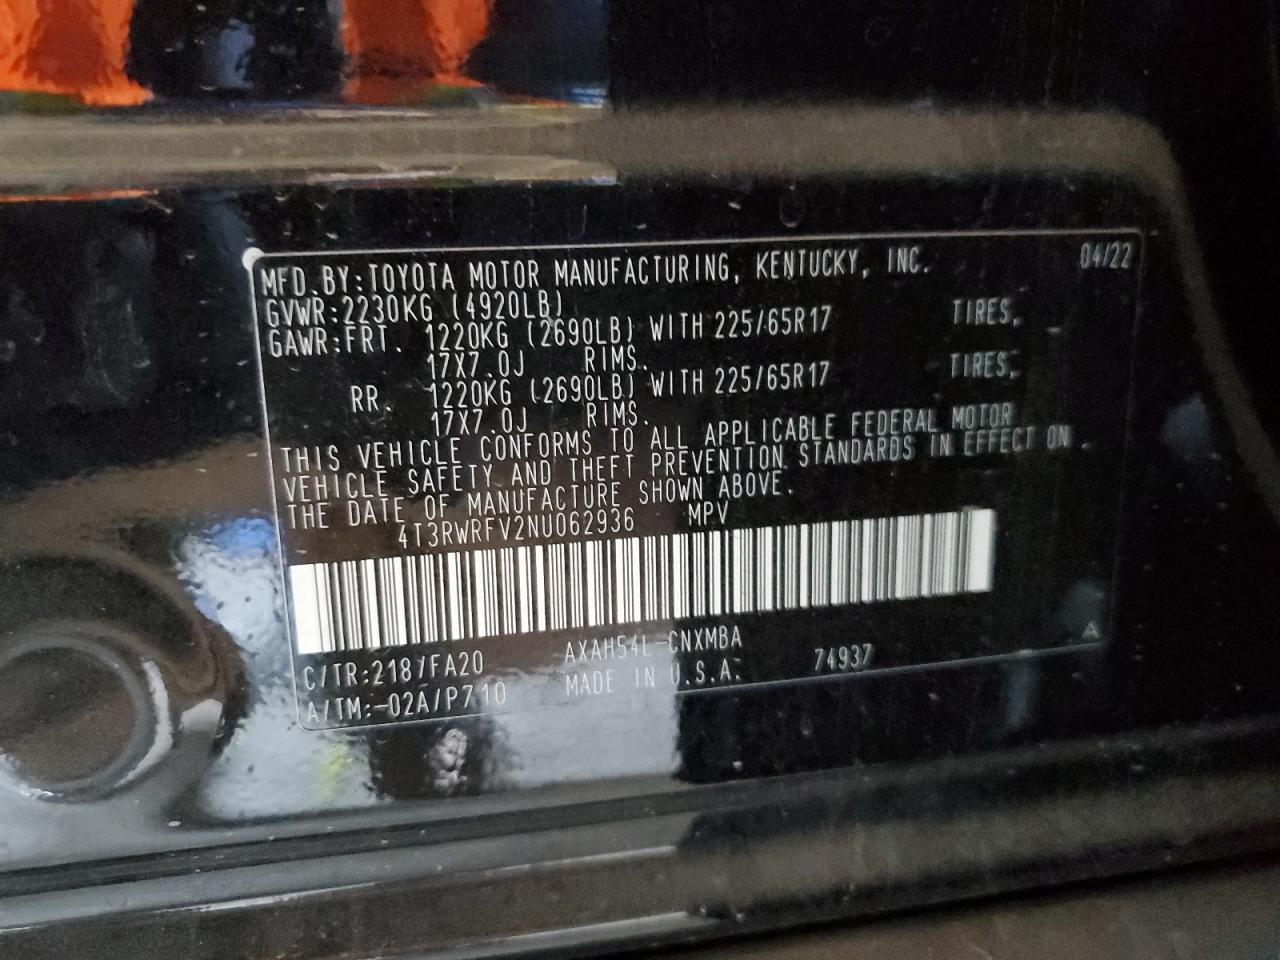 MFD.BY:TOYOTA MOTOR MANUFACTURING, KENTUCKY, INC. 04/22
GVWR:2230KG (4920LB)
GAWR:FRT. 1220KG (2690LB) WITH 225/65R17 TIRES,
17X7.0J RIMS.
RR. 1220KG (2690LB) WITH 225/65R17 TIRES,
17X7.0J RIMS.
THIS VEHICLE CONFORMS TO ALL APPLICABLE FEDERAL MOTOR
VEHICLE SAFETY AND THEFT PREVENTION STANDARDS IN EFFECT ON
THE DATE OF MANUFACTURE SHOWN ABOVE.
4T3RWRFV2NU062936 MPV
C/TR:218/FA20 AXAH54L-CNXMBA
A/TM:-02A/P710 MADE IN U.S.A. 74937